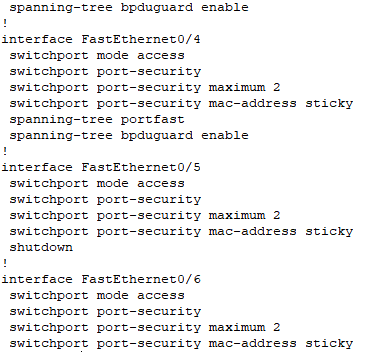 spanning-tree bpduguard enable
!
interface FastEthernet0/4
switchport mode access
switchport port-security
switchport port-security maximum 2
switchport port-security mac-address sticky
spanning-tree portfast
spanning-tree bpduguard enable
!
interface FastEthernet0/5
switchport mode access
switchport port-security
switchport port-security maximum 2
switchport port-security mac-address sticky
shutdown
!
interface FastEthernet0/6
switchport mode access
switchport port-security
switchport port-security maximum 2
switchport port-security mac-address sticky